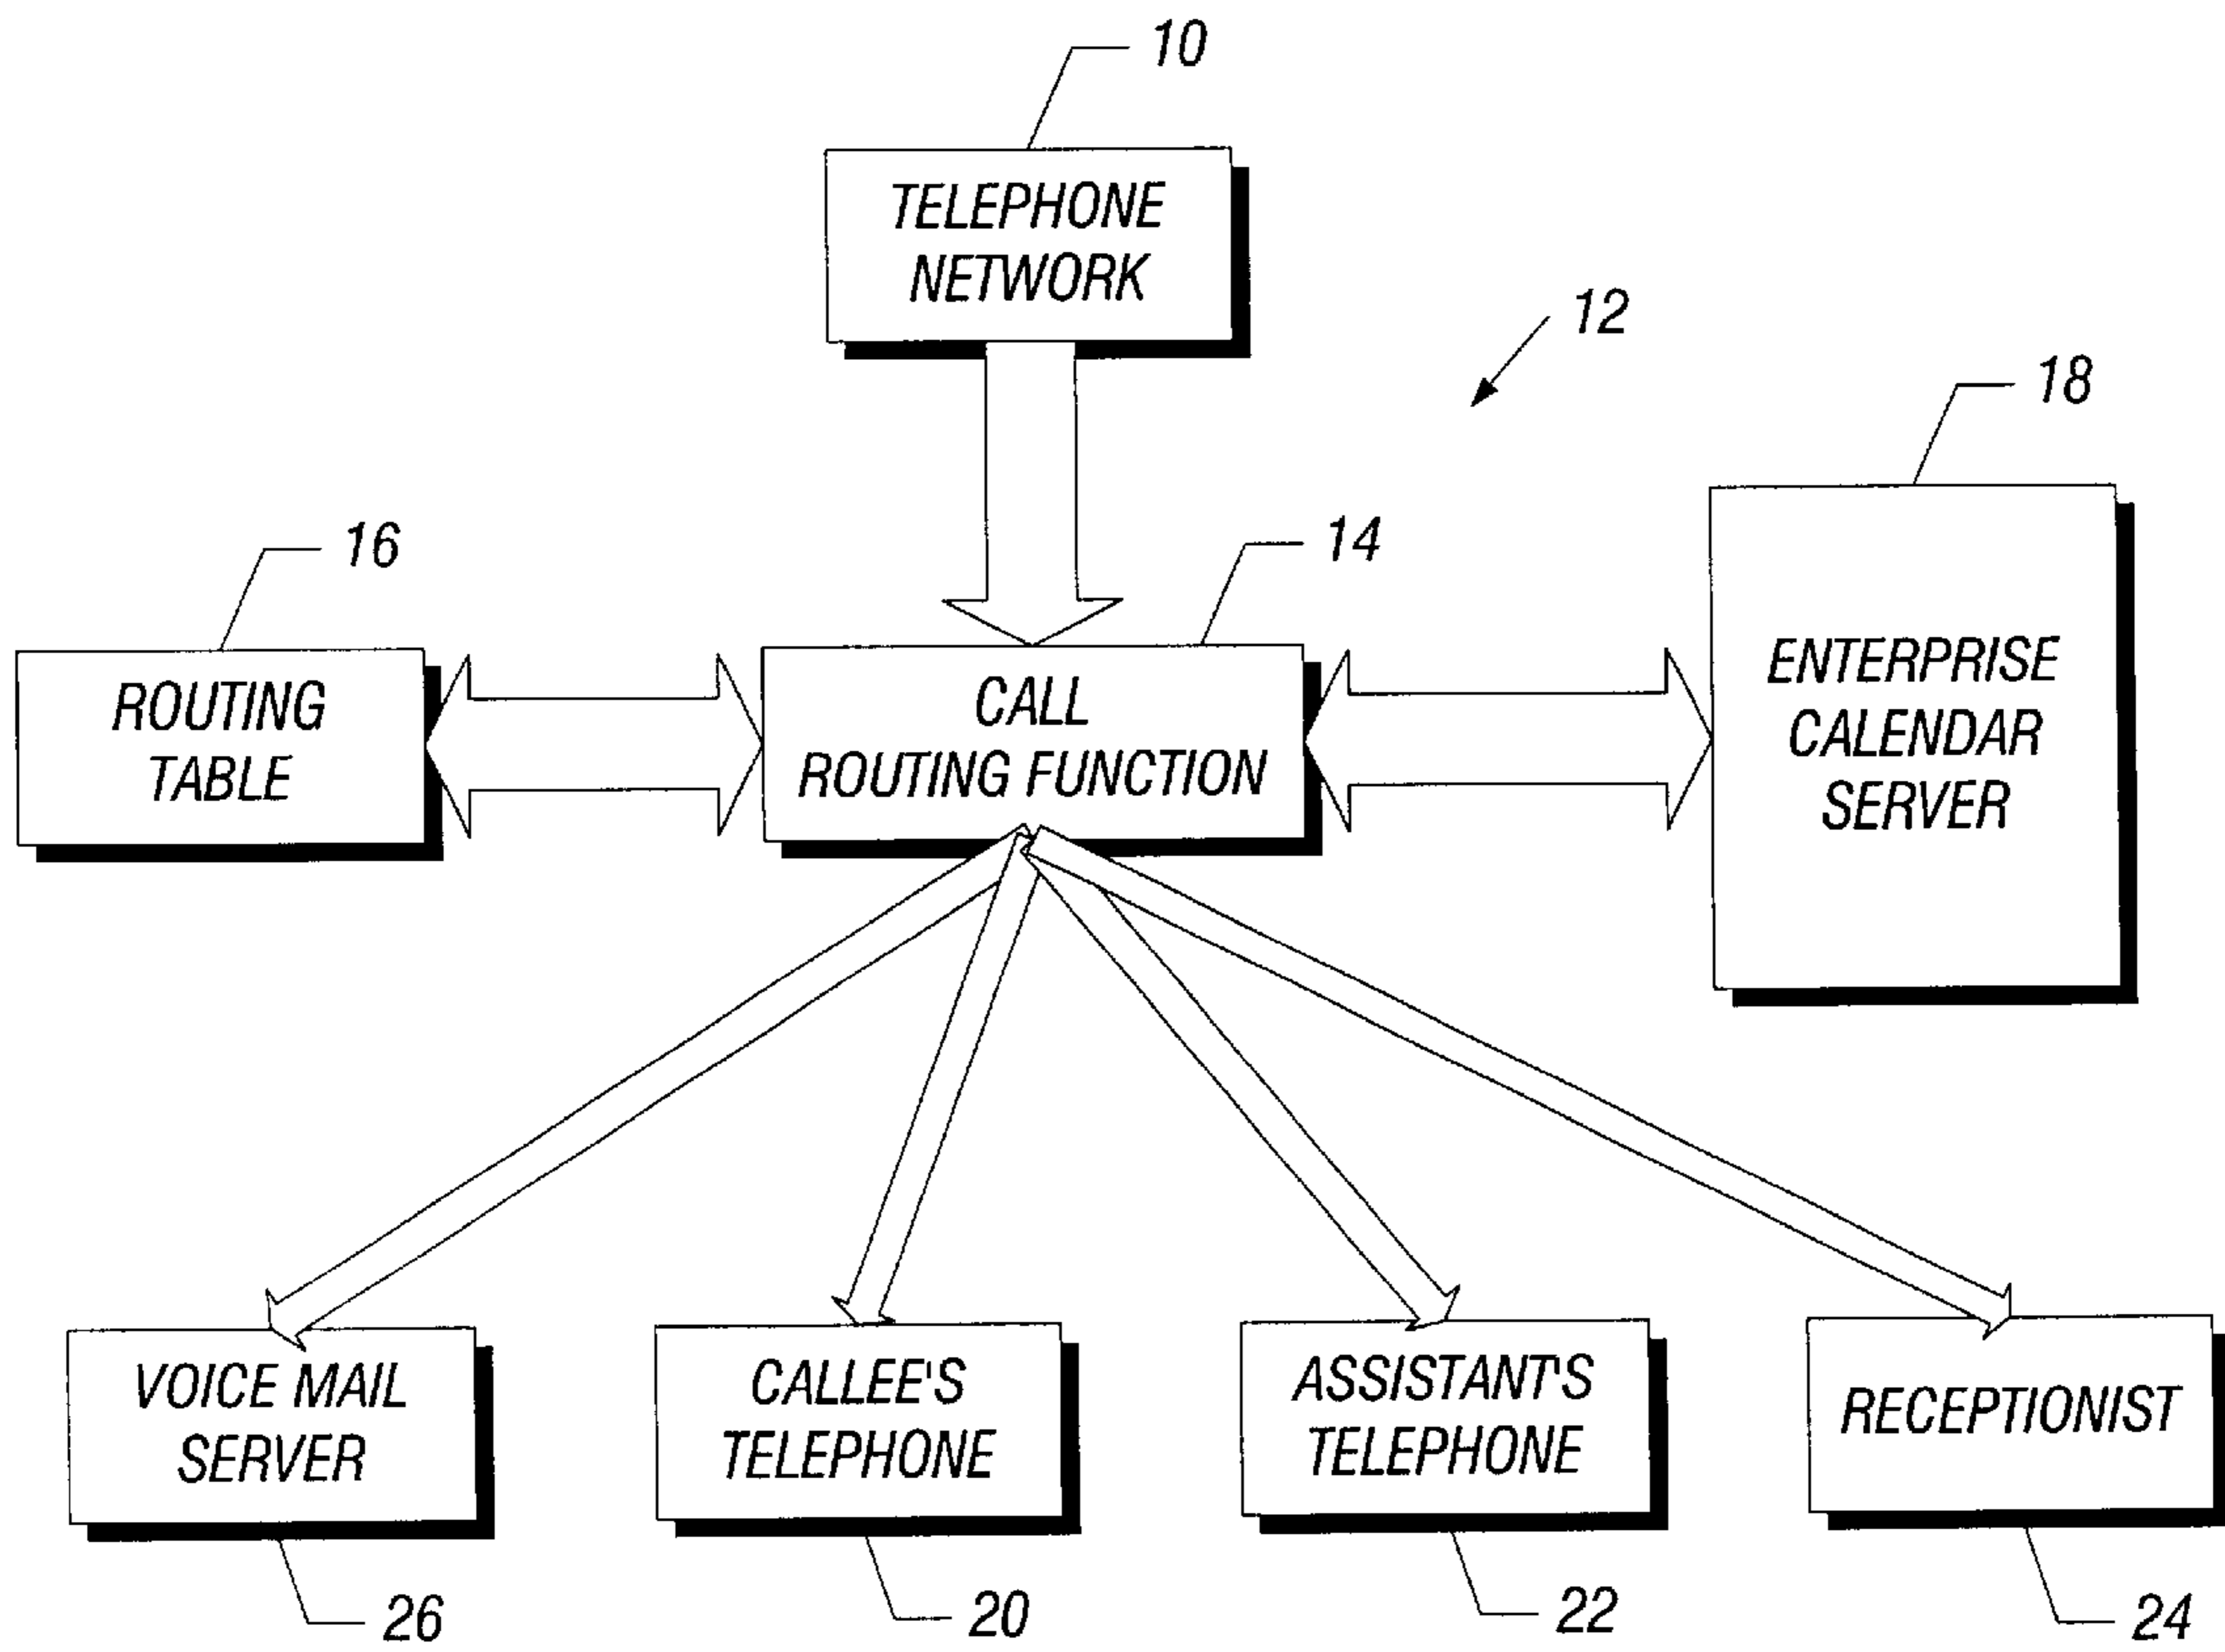 10
TELEPHONE
NETWORK
12
18
16
14
ROUTING
TABLE
CALL
ROUTING FUNCTION
ENTERPRISE
CALENDAR
SERVER
VOICE MAIL
SERVER
CALLEE'S
TELEPHONE
ASSISTANT'S
TELEPHONE
RECEPTIONIST
26
20
22
24